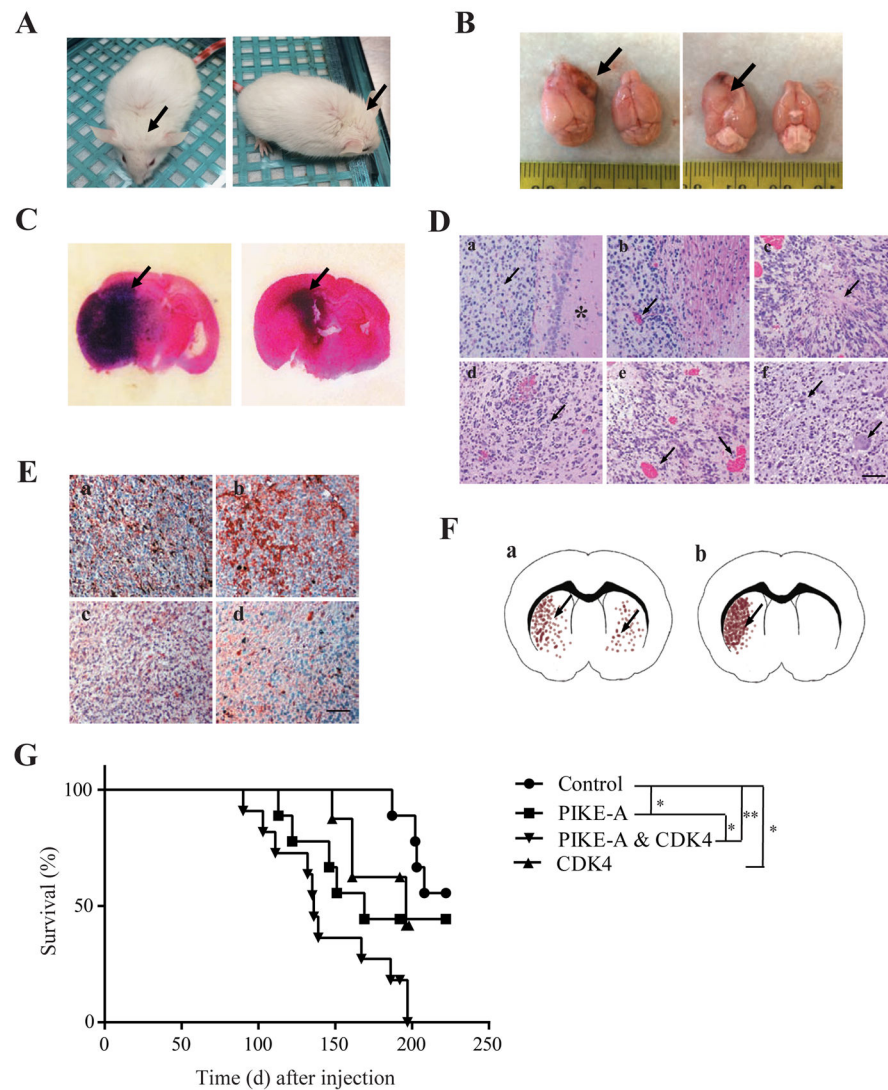 A
B
C
D
a
b
c
*
d
e
f
E
a
b
c
d
F
a
b
G
100
50
0
Survival (%)
0 50 100 150 200 250
Time (d) after injection
Control
PIKE-A
PIKE-A & CDK4
CDK4
*
*
**
*